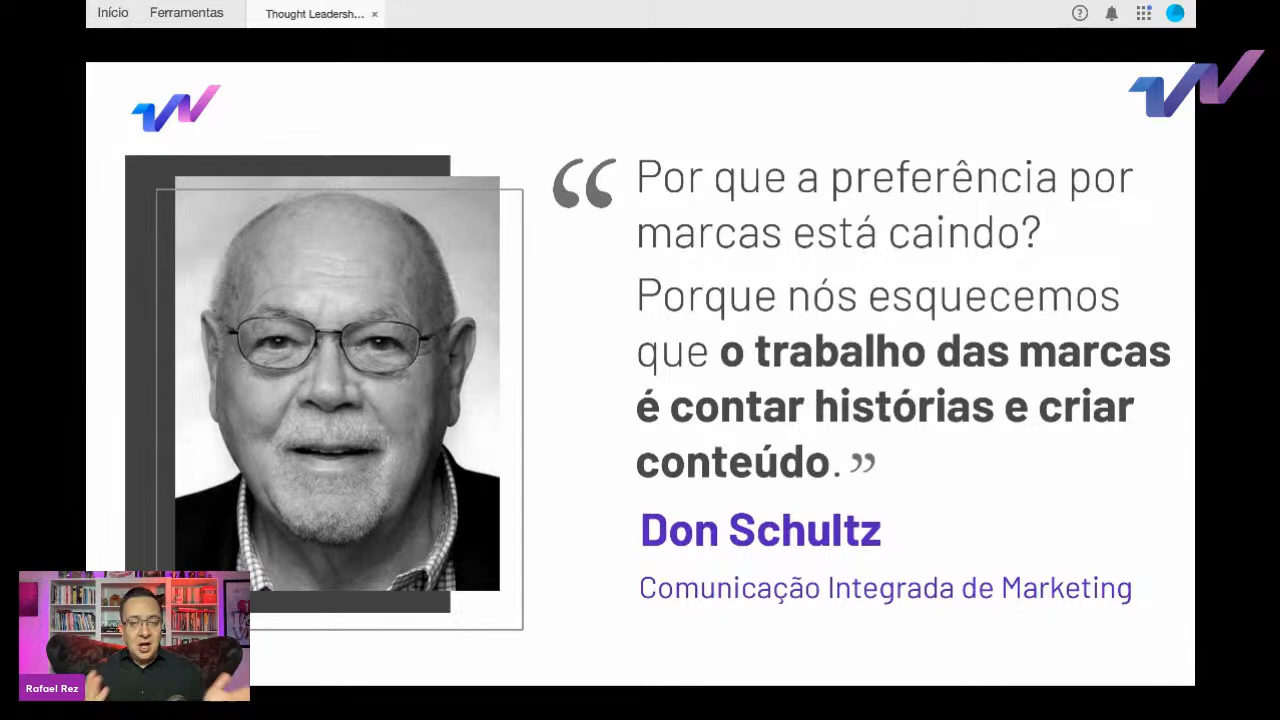 Início Ferramentas Thought Leadersh... ×
“ Por que a preferência por
marcas está caindo?
Porque nós esquecemos
que o trabalho das marcas
é contar histórias e criar
conteúdo. ”
Don Schultz
Comunicação Integrada de Marketing
Rafael Rez